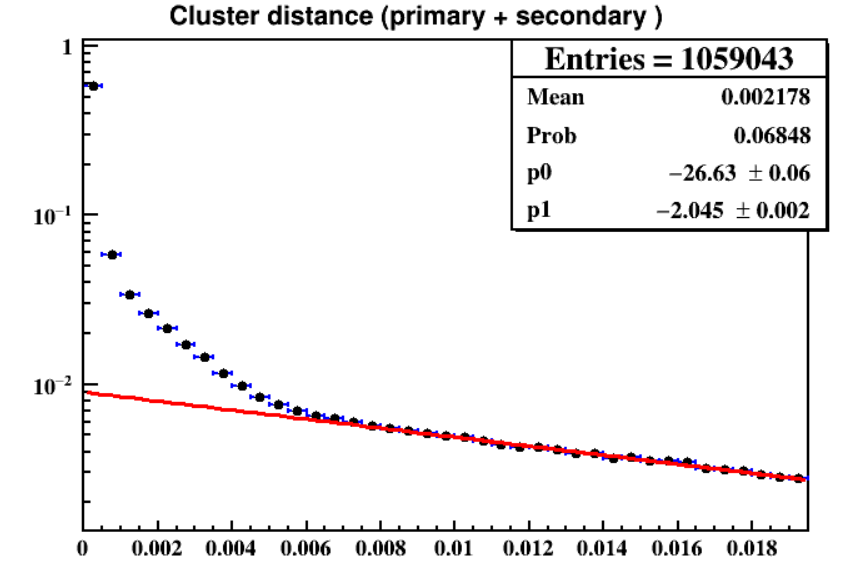 Cluster distance (primary + secondary )
Entries = 1059043
Mean 0.002178
Prob 0.06848
p0 −26.63 ± 0.06
p1 −2.045 ± 0.002
1
10⁻¹
10⁻²
0 0.002 0.004 0.006 0.008 0.01 0.012 0.014 0.016 0.018